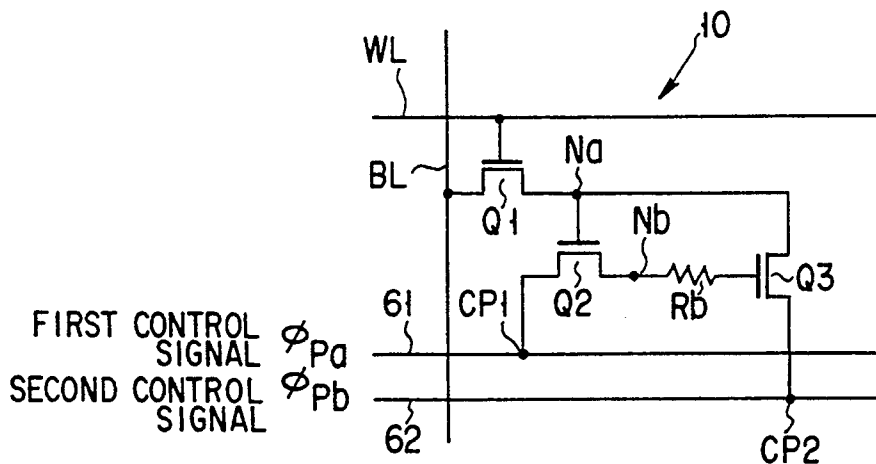 10
WL
BL
Na
Q1
Nb
Q2
Rb
Q3
61
CP1
FIRST CONTROL
SIGNAL ϕPa
SECOND CONTROL ϕPb
SIGNAL
62
CP2